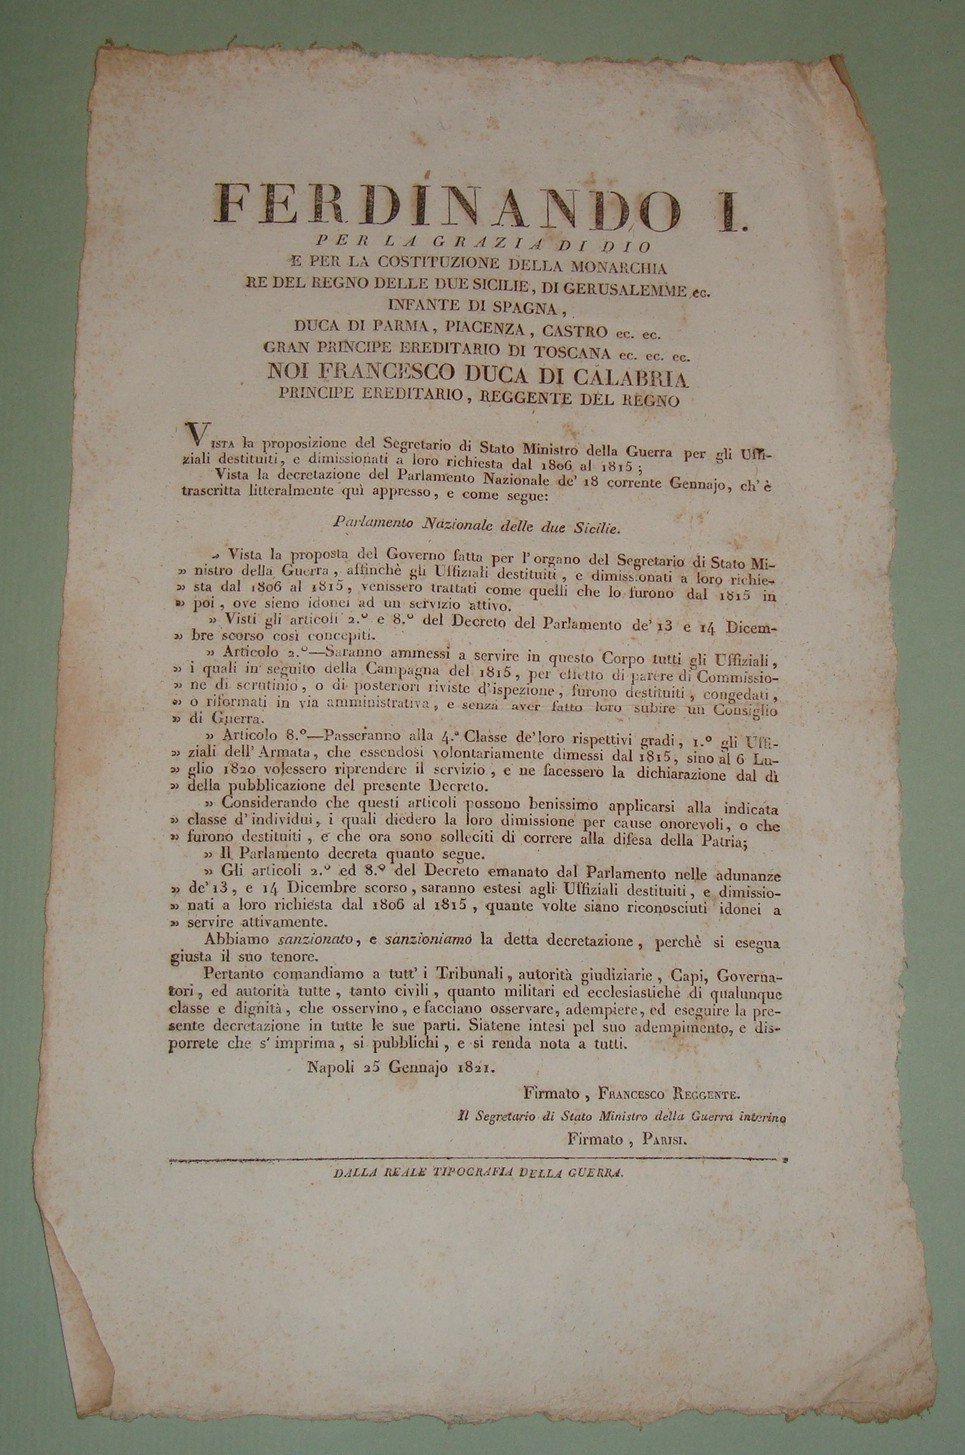 FERDINANDO I.
PER LA GRAZIA DI DIO
E PER LA COSTITUZIONE DELLA MONARCHIA
RE DEL REGNO DELLE DUE SICILIE, DI GERUSALEMME ec.
INFANTE DI SPAGNA,
DUCA DI PARMA, PIACENZA, CASTRO ec. ec.
GRAN PRINCIPE EREDITARIO DI TOSCANA ec. ec. ec.
NOI FRANCESCO DUCA DI CALABRIA
PRINCIPE EREDITARIO, REGGENTE DEL REGNO
VISTA la proposizione del Segretario di Stato Ministro della Guerra per gli Uffi-
ziali destituiti, e dimissionati a loro richiesta dal 1806 al 1815;
Vista la decretazione del Parlamento Nazionale de' 18 corrente Gennajo, ch'è
trascritta litteralmente quì appresso, e come segue:
Parlamento Nazionale delle due Sicilie.
» Vista la proposta del Governo fatta per l'organo del Segretario di Stato Mi-
» nistro della Guerra, affinchè gli Uffiziali destituiti, e dimissionati a loro richie-
» sta dal 1806 al 1815, venissero trattati come quelli che lo furono dal 1815 in
» poi, ove sieno idonei ad un servizio attivo.
» Visti gli articoli 2.º e 8.º del Decreto del Parlamento de' 13 e 14 Dicem-
» bre scorso così concepiti.
» Articolo 2.º—Saranno ammessi a servire in questo Corpo tutti gli Uffiziali,
» i quali in seguito della Campagna del 1815, per effetto di parere di Commissio-
» ne di scrutinio, o di posteriori riviste d'ispezione, furono destituiti, congedati,
» o riformati in via amministrativa, e senza aver fatto loro subire un Consiglio
» di Guerra.
» Articolo 8.º—Passeranno alla 4.ª Classe de'loro rispettivi gradi, 1.º gli Uffi-
» ziali dell'Armata, che essendosi volontariamente dimessi dal 1815, sino al 6 Lu-
» glio 1820 volessero riprendere il servizio, e ne facessero la dichiarazione dal dì
» della pubblicazione del presente Decreto.
» Considerando che questi articoli possono benissimo applicarsi alla indicata
» classe d'individui, i quali diedero la loro dimissione per cause onorevoli, o che
» furono destituiti, e che ora sono solleciti di correre alla difesa della Patria;
» Il Parlamento decreta quanto segue.
» Gli articoli 2.º ed 8.º del Decreto emanato dal Parlamento nelle adunanze
» de' 13, e 14 Dicembre scorso, saranno estesi agli Uffiziali destituiti, e dimissio-
» nati a loro richiesta dal 1806 al 1815, quante volte siano riconosciuti idonei a
» servire attivamente.
Abbiamo sanzionato, e sanzioniamo la detta decretazione, perchè si esegua
giusta il suo tenore.
Pertanto comandiamo a tutt' i Tribunali, autorità giudiziarie, Capi, Governa-
tori, ed autorità tutte, tanto civili, quanto militari ed ecclesiastiche di qualunque
classe e dignità, che osservino, e facciano osservare, adempiere, ed eseguire la pre-
sente decretazione in tutte le sue parti. Siatene intesi pel suo adempimento, e dis-
porrete che s' imprima, si pubblichi, e si renda nota a tutti.
Napoli 25 Gennajo 1821.
Firmato, FRANCESCO REGGENTE.
Il Segretario di Stato Ministro della Guerra interino
Firmato, PARISI.
DALLA REALE TIPOGRAFIA DELLA GUERRA.